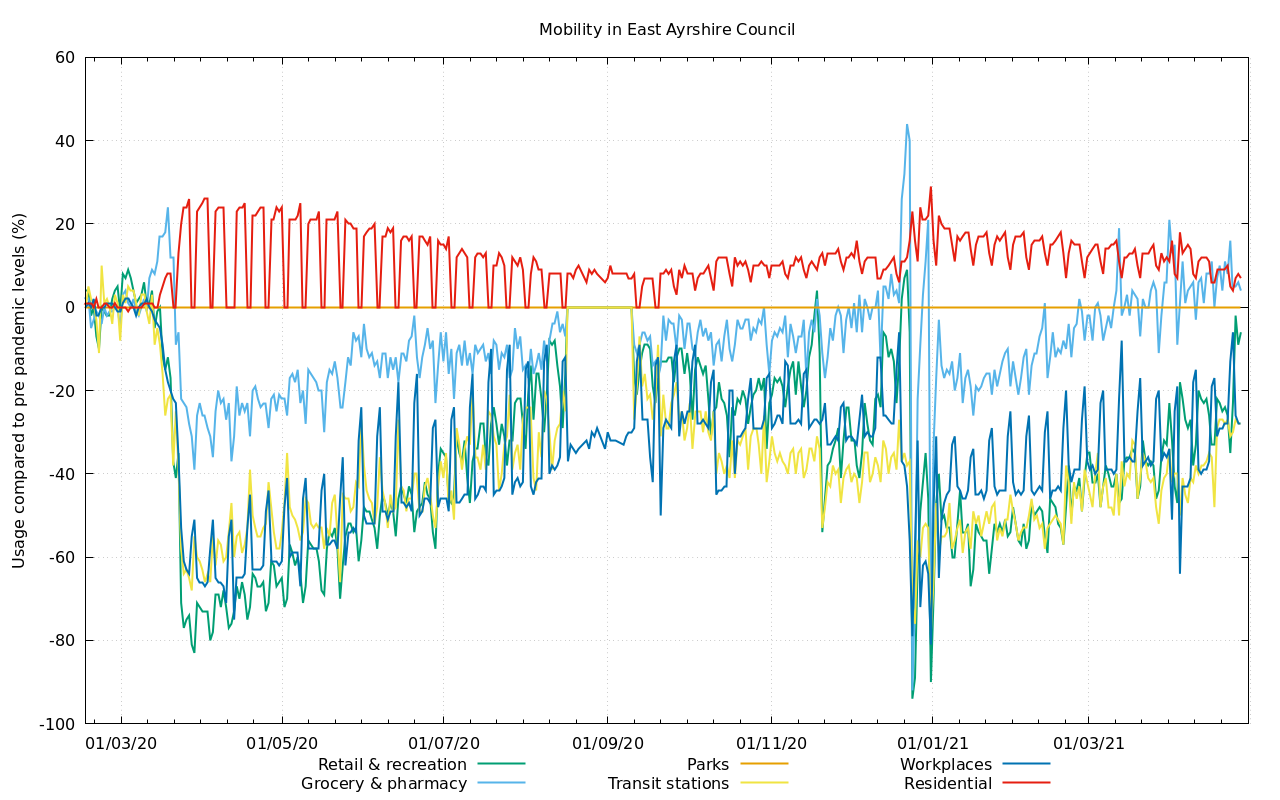 Mobility in East Ayrshire Council
Usage compared to pre pandemic levels (%)
60
40
20
0
-20
-40
-60
-80
-100
01/03/20 01/05/20 01/07/20 01/09/20 01/11/20 01/01/21 01/03/21
Retail & recreation Parks Workplaces
Grocery & pharmacy Transit stations Residential